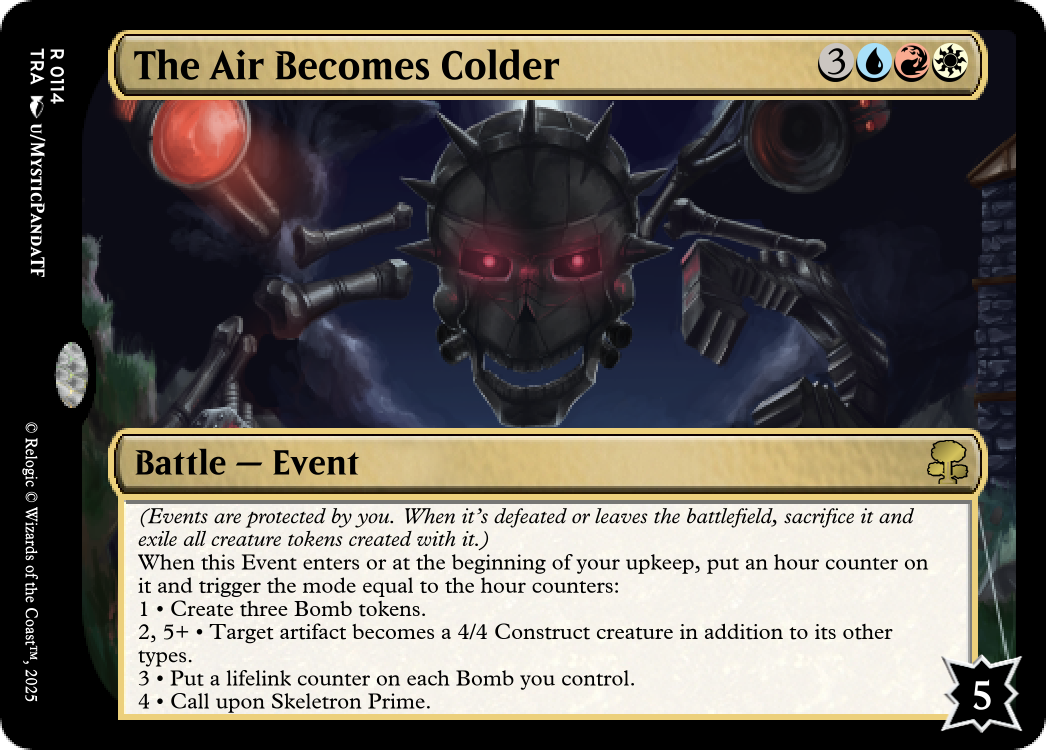 The Air Becomes Colder
3
R 0114
TRA u/MysticPandaTF
© Relogic © Wizards of the Coast™, 2025
Battle — Event
(Events are protected by you. When it's defeated or leaves the battlefield, sacrifice it and
exile all creature tokens created with it.)
When this Event enters or at the beginning of your upkeep, put an hour counter on
it and trigger the mode equal to the hour counters:
1 • Create three Bomb tokens.
2, 5+ • Target artifact becomes a 4/4 Construct creature in addition to its other
types.
3 • Put a lifelink counter on each Bomb you control.
4 • Call upon Skeletron Prime.
5